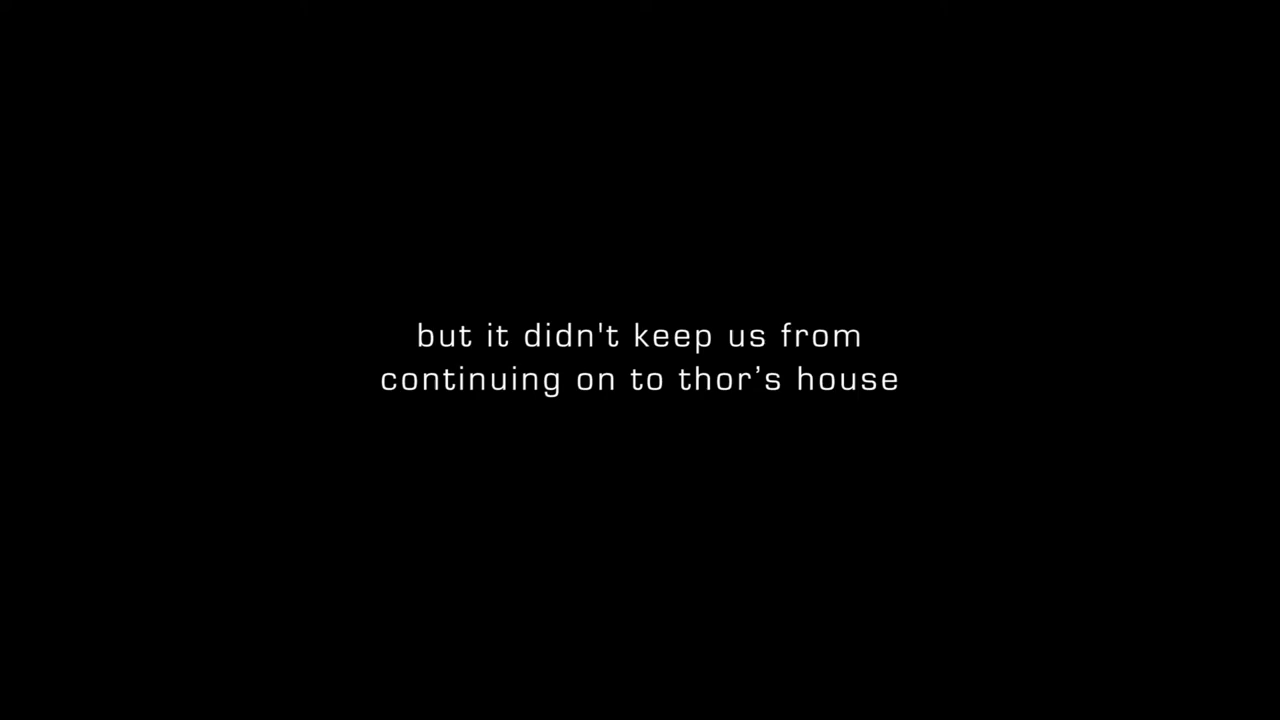 but it didn't keep us from
continuing on to thor’s house